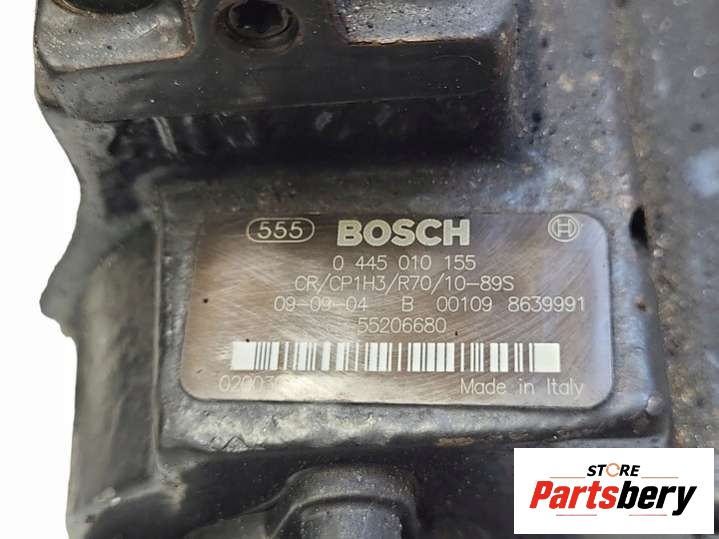 555 BOSCH
0 445 010 155
CR/CP1H3/R70/10-89S
09-09-04 B 00109 8639991
55206680
Made in Italy
STORE
Partsbery